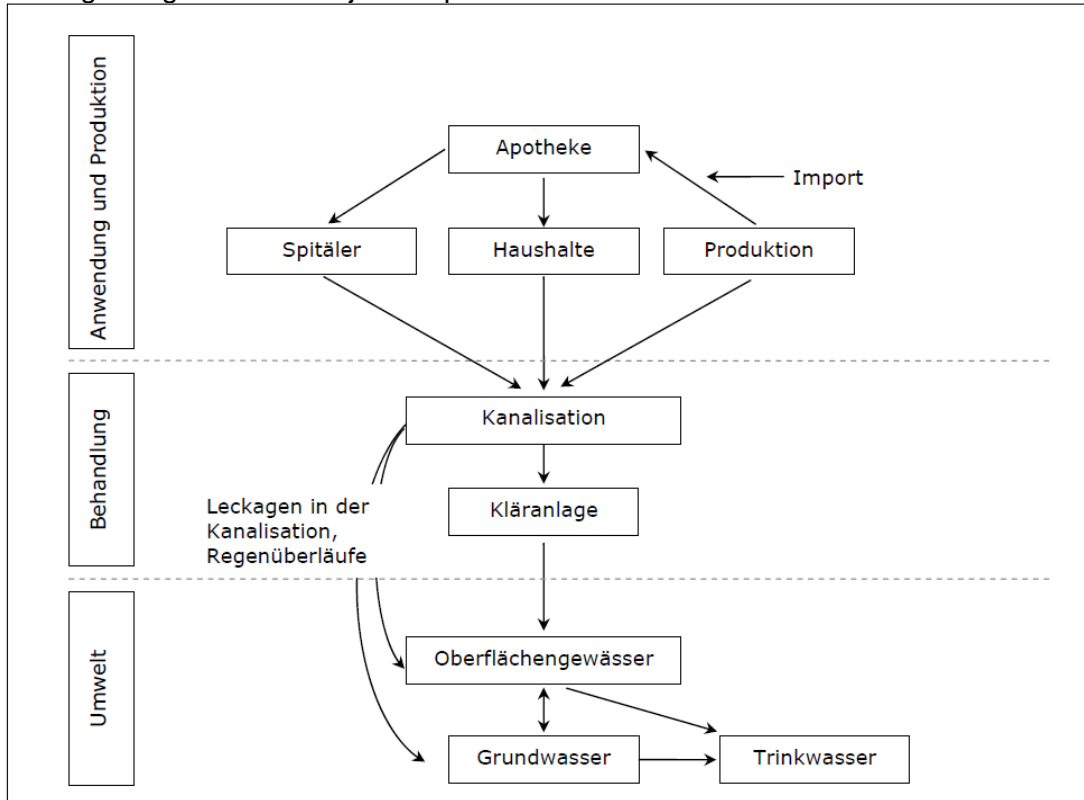 Anwendung und Produktion
Apotheke
Import
Spitäler
Haushalte
Produktion
Behandlung
Kanalisation
Leckagen in der
Kanalisation,
Regenüberläufe
Kläranlage
Umwelt
Oberflächengewässer
Grundwasser
Trinkwasser